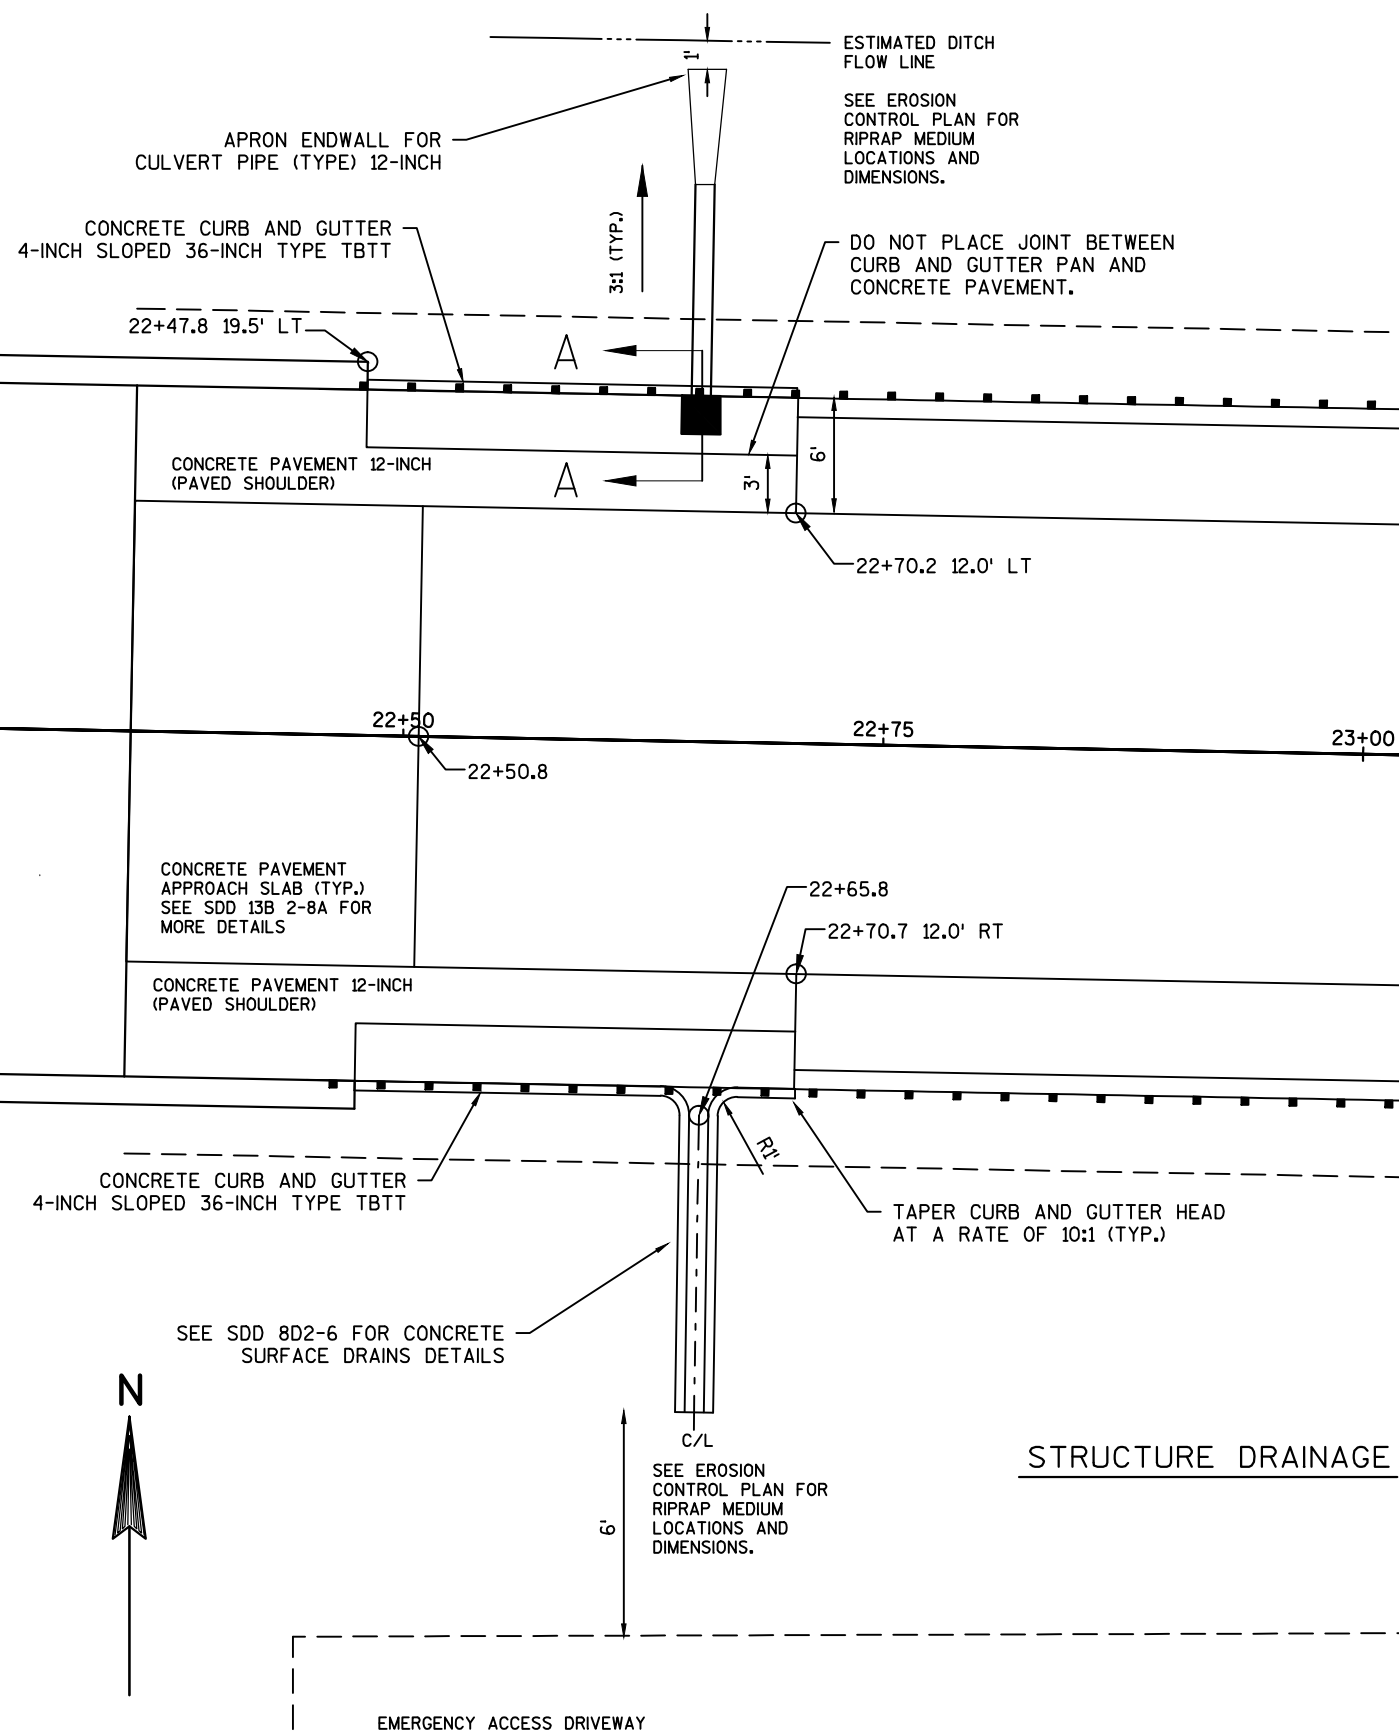 ESTIMATED DITCH
FLOW LINE
1'
SEE EROSION
CONTROL PLAN FOR
RIPRAP MEDIUM
LOCATIONS AND
DIMENSIONS.
APRON ENDWALL FOR
CULVERT PIPE (TYPE) 12-INCH
3:1 (TYP.)
CONCRETE CURB AND GUTTER
4-INCH SLOPED 36-INCH TYPE TBTT
DO NOT PLACE JOINT BETWEEN
CURB AND GUTTER PAN AND
CONCRETE PAVEMENT.
22+47.8 19.5' LT
A
CONCRETE PAVEMENT 12-INCH
(PAVED SHOULDER)
A
3'
6'
22+70.2 12.0' LT
22+50
22+75
23+00
22+50.8
CONCRETE PAVEMENT
APPROACH SLAB (TYP.)
SEE SDD 13B 2-8A FOR
MORE DETAILS
22+65.8
22+70.7 12.0' RT
CONCRETE PAVEMENT 12-INCH
(PAVED SHOULDER)
R1'
CONCRETE CURB AND GUTTER
4-INCH SLOPED 36-INCH TYPE TBTT
TAPER CURB AND GUTTER HEAD
AT A RATE OF 10:1 (TYP.)
SEE SDD 8D2-6 FOR CONCRETE
SURFACE DRAINS DETAILS
N
C/L
SEE EROSION
CONTROL PLAN FOR
RIPRAP MEDIUM
LOCATIONS AND
DIMENSIONS.
6'
STRUCTURE DRAINAGE
EMERGENCY ACCESS DRIVEWAY